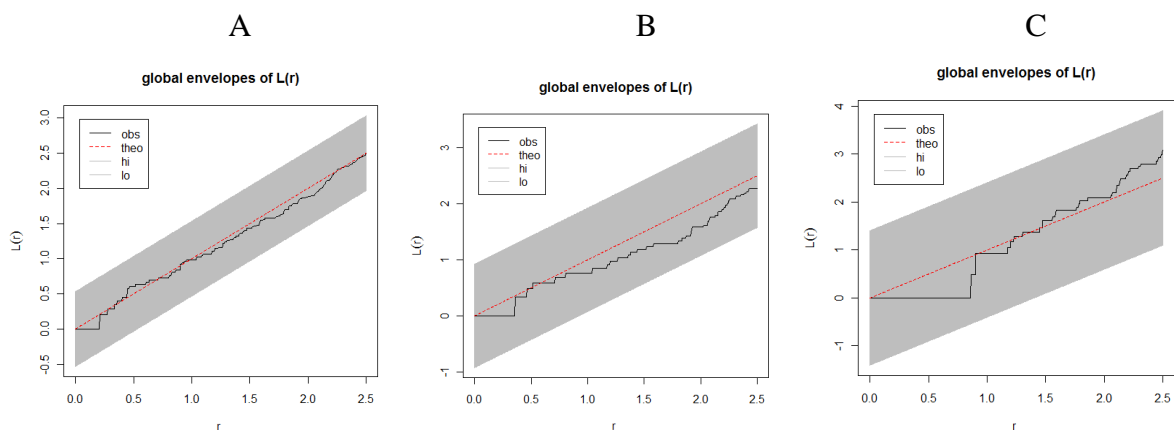 A B C
global envelopes of L(r)
global envelopes of L(r)
global envelopes of L(r)
L(r)
3.0
2.5
2.0
1.5
1.0
0.5
0.0
-0.5
obs
theo
hi
lo
0.0 0.5 1.0 1.5 2.0 2.5
r
L(r)
3
2
1
0
-1
obs
theo
hi
lo
0.0 0.5 1.0 1.5 2.0 2.5
r
L(r)
4
3
2
1
0
-1
obs
theo
hi
lo
0.0 0.5 1.0 1.5 2.0 2.5
r